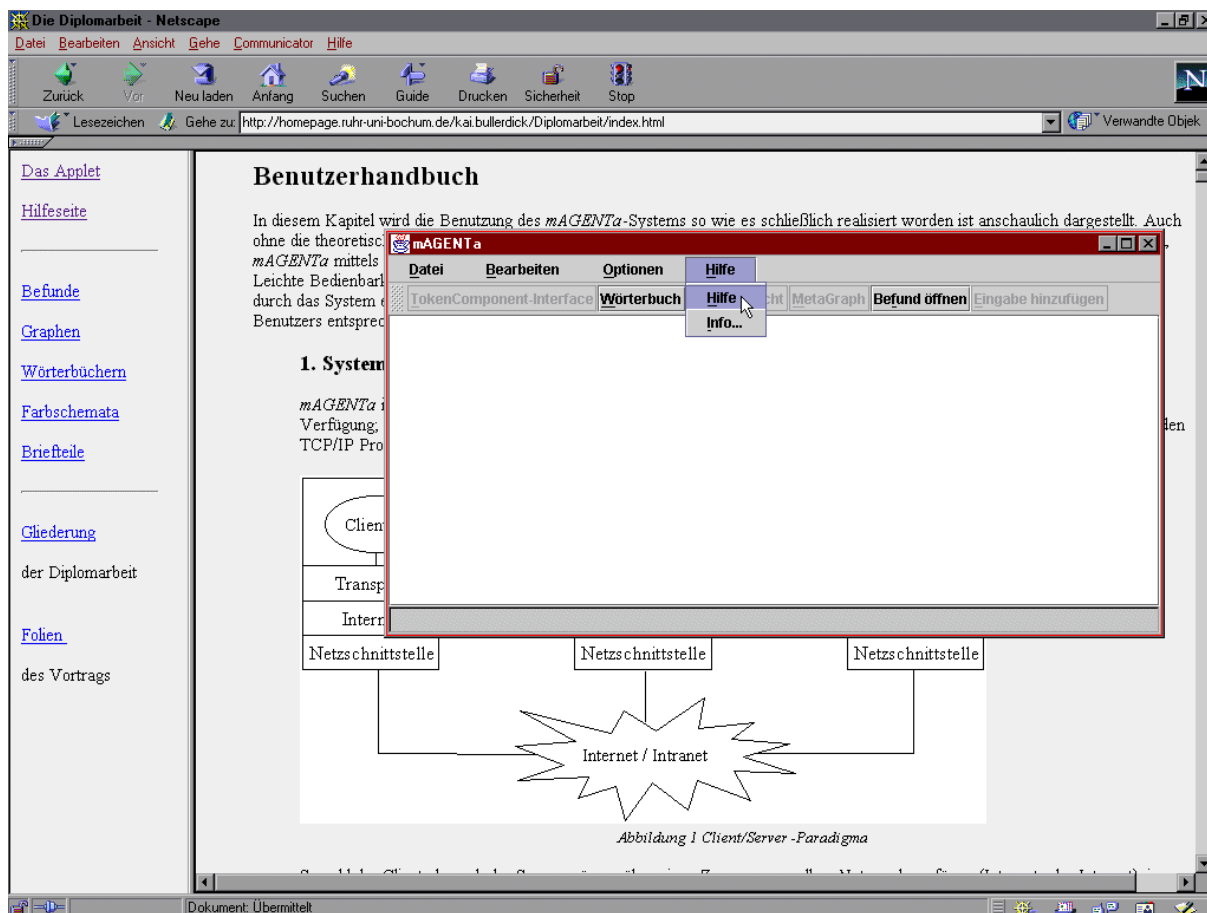 Die Diplomarbeit - Netscape
Datei Bearbeiten Ansicht Gehe Communicator Hilfe
Zurück Vor Neu laden Anfang Suchen Guide Drucken Sicherheit Stop
Lesezeichen Gehe zu: http://homepage.ruhr-uni-bochum.de/kai.bullerdick/Diplomarbeit/index.html Verwandte Objek
Das Applet
Hilfeseite
Befunde
Graphen
Wörterbüchern
Farbschemata
Briefteile
Gliederung
der Diplomarbeit
Folien
des Vortrags
Benutzerhandbuch
In diesem Kapitel wird die Benutzung des mAGENTa-Systems so wie es schließlich realisiert worden ist anschaulich dargestellt. Auch
ohne die theoretisc
mAGENTa mittels
Leichte Bedienbar
durch das System
Benutzers entsprec
1. System
mAGENTa
Verfügung; den
TCP/IP Pro
mAGENTa
Datei Bearbeiten Optionen Hilfe
TokenComponent-Interface Wörterbuch cht MetaGraph Befund öffnen Eingabe hinzufügen
Hilfe
Info...
Clien
Transp
Intern
Netzschnittstelle Netzschnittstelle Netzschnittstelle
Internet / Intranet
Abbildung 1 Client/Server -Paradigma
Dokument: Übermittelt